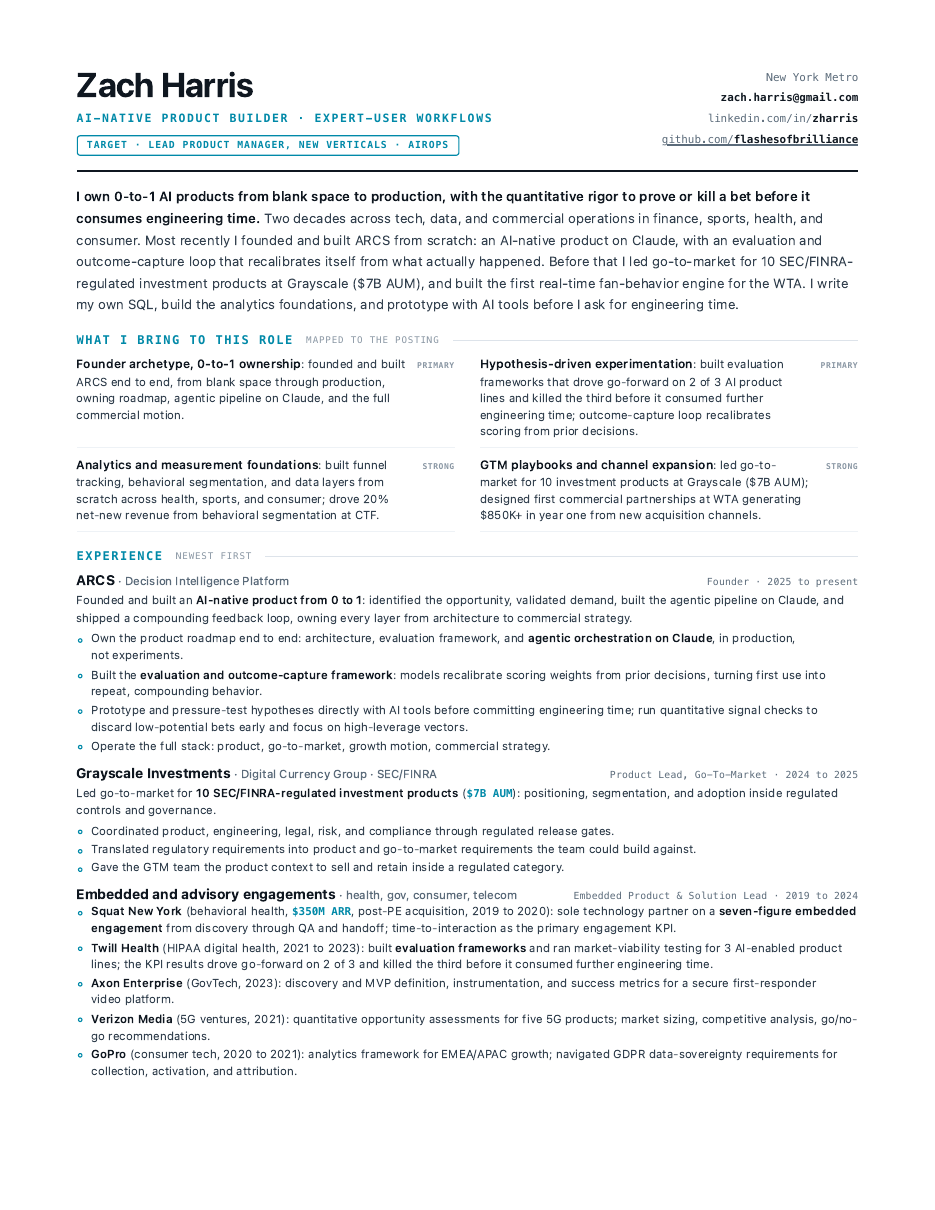 Zach Harris
New York Metro
zach.harris@gmail.com
AI-NATIVE PRODUCT BUILDER · EXPERT-USER WORKFLOWS
linkedin.com/in/zharris
TARGET · LEAD PRODUCT MANAGER, NEW VERTICALS · AIROPS
github.com/flashesofbrilliance
I own 0-to-1 AI products from blank space to production, with the quantitative rigor to prove or kill a bet before it
consumes engineering time. Two decades across tech, data, and commercial operations in finance, sports, health, and
consumer. Most recently I founded and built ARCS from scratch: an AI-native product on Claude, with an evaluation and
outcome-capture loop that recalibrates itself from what actually happened. Before that I led go-to-market for 10 SEC/FINRA-
regulated investment products at Grayscale ($7B AUM), and built the first real-time fan-behavior engine for the WTA. I write
my own SQL, build the analytics foundations, and prototype with AI tools before I ask for engineering time.
WHAT I BRING TO THIS ROLE MAPPED TO THE POSTING
Founder archetype, 0-to-1 ownership: founded and built PRIMARY
ARCS end to end, from blank space through production,
owning roadmap, agentic pipeline on Claude, and the full
commercial motion.
Hypothesis-driven experimentation: built evaluation PRIMARY
frameworks that drove go-forward on 2 of 3 AI product
lines and killed the third before it consumed further
engineering time; outcome-capture loop recalibrates
scoring from prior decisions.
Analytics and measurement foundations: built funnel STRONG
tracking, behavioral segmentation, and data layers from
scratch across health, sports, and consumer; drove 20%
net-new revenue from behavioral segmentation at CTF.
GTM playbooks and channel expansion: led go-to- STRONG
market for 10 investment products at Grayscale ($7B AUM);
designed first commercial partnerships at WTA generating
$850K+ in year one from new acquisition channels.
EXPERIENCE NEWEST FIRST
ARCS · Decision Intelligence Platform Founder · 2025 to present
Founded and built an AI-native product from 0 to 1: identified the opportunity, validated demand, built the agentic pipeline on Claude, and
shipped a compounding feedback loop, owning every layer from architecture to commercial strategy.
Own the product roadmap end to end: architecture, evaluation framework, and agentic orchestration on Claude, in production,
not experiments.
Built the evaluation and outcome-capture framework: models recalibrate scoring weights from prior decisions, turning first use into
repeat, compounding behavior.
Prototype and pressure-test hypotheses directly with AI tools before committing engineering time; run quantitative signal checks to
discard low-potential bets early and focus on high-leverage vectors.
Operate the full stack: product, go-to-market, growth motion, commercial strategy.
Grayscale Investments · Digital Currency Group · SEC/FINRA Product Lead, Go-To-Market · 2024 to 2025
Led go-to-market for 10 SEC/FINRA-regulated investment products ($7B AUM): positioning, segmentation, and adoption inside regulated
controls and governance.
Coordinated product, engineering, legal, risk, and compliance through regulated release gates.
Translated regulatory requirements into product and go-to-market requirements the team could build against.
Gave the GTM team the product context to sell and retain inside a regulated category.
Embedded and advisory engagements · health, gov, consumer, telecom Embedded Product & Solution Lead · 2019 to 2024
Squat New York (behavioral health, $350M ARR, post-PE acquisition, 2019 to 2020): sole technology partner on a seven-figure embedded
engagement from discovery through QA and handoff; time-to-interaction as the primary engagement KPI.
Twill Health (HIPAA digital health, 2021 to 2023): built evaluation frameworks and ran market-viability testing for 3 AI-enabled product
lines; the KPI results drove go-forward on 2 of 3 and killed the third before it consumed further engineering time.
Axon Enterprise (GovTech, 2023): discovery and MVP definition, instrumentation, and success metrics for a secure first-responder
video platform.
Verizon Media (5G ventures, 2021): quantitative opportunity assessments for five 5G products; market sizing, competitive analysis, go/no-
go recommendations.
GoPro (consumer tech, 2020 to 2021): analytics framework for EMEA/APAC growth; navigated GDPR data-sovereignty requirements for
collection, activation, and attribution.